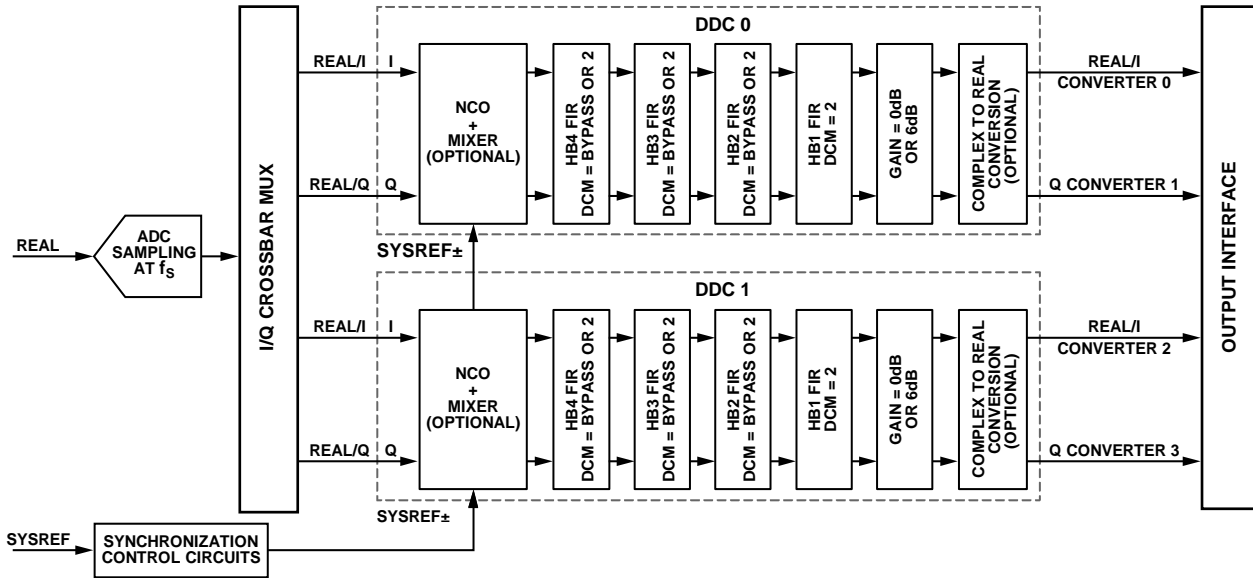 DDC 0
REAL/I I
NCO
+
MIXER
(OPTIONAL)
REAL/Q Q
HB4 FIR
DCM = BYPASS OR 2
HB3 FIR
DCM = BYPASS OR 2
HB2 FIR
DCM = BYPASS OR 2
HB1 FIR
DCM = 2
GAIN = 0dB
OR 6dB
COMPLEX TO REAL
CONVERSION
(OPTIONAL)
REAL/I
CONVERTER 0
Q CONVERTER 1
REAL
ADC
SAMPLING
AT fS
I/Q CROSSBAR MUX
SYSREF±
OUTPUT INTERFACE
DDC 1
REAL/I I
NCO
+
MIXER
(OPTIONAL)
REAL/Q Q
HB4 FIR
DCM = BYPASS OR 2
HB3 FIR
DCM = BYPASS OR 2
HB2 FIR
DCM = BYPASS OR 2
HB1 FIR
DCM = 2
GAIN = 0dB
OR 6dB
COMPLEX TO REAL
CONVERSION
(OPTIONAL)
REAL/I
CONVERTER 2
Q CONVERTER 3
SYSREF±
SYSREF
SYNCHRONIZATION
CONTROL CIRCUITS